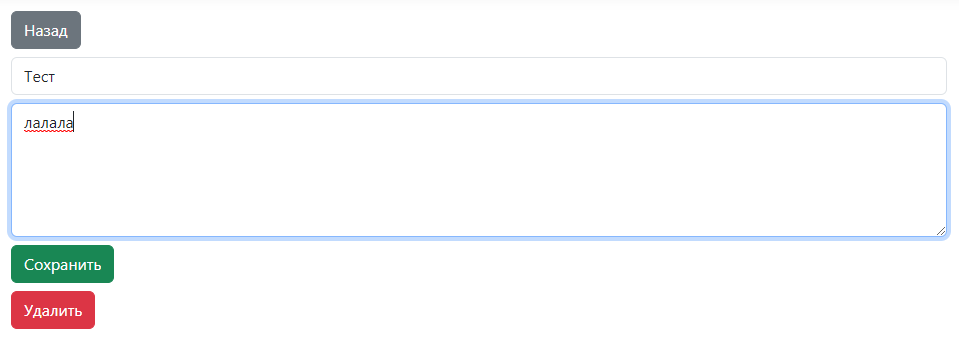 Назад
Тест
лалала
Сохранить
Удалить